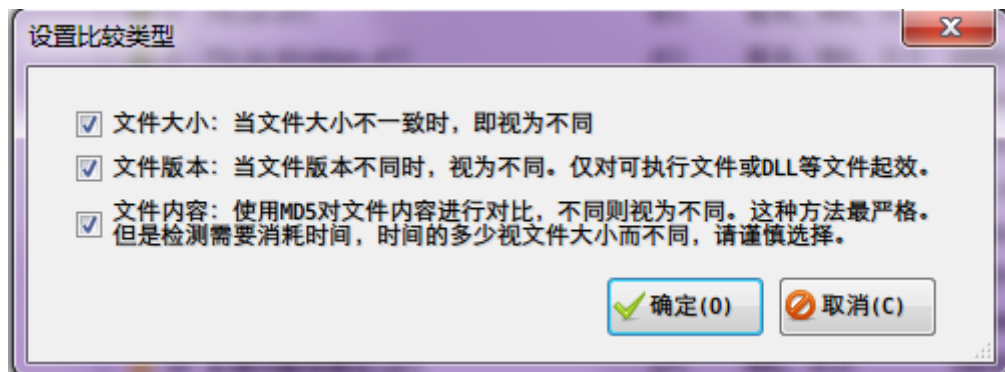 设置比较类型
文件大小：当文件大小不一致时，即视为不同
文件版本：当文件版本不同时，视为不同。仅对可执行文件或DLL等文件起效。
文件内容：使用MD5对文件内容进行对比，不同则视为不同。这种方法最严格。
但是检测需要消耗时间，时间的多少视文件大小而不同，请谨慎选择。
确定(O)
取消(C)